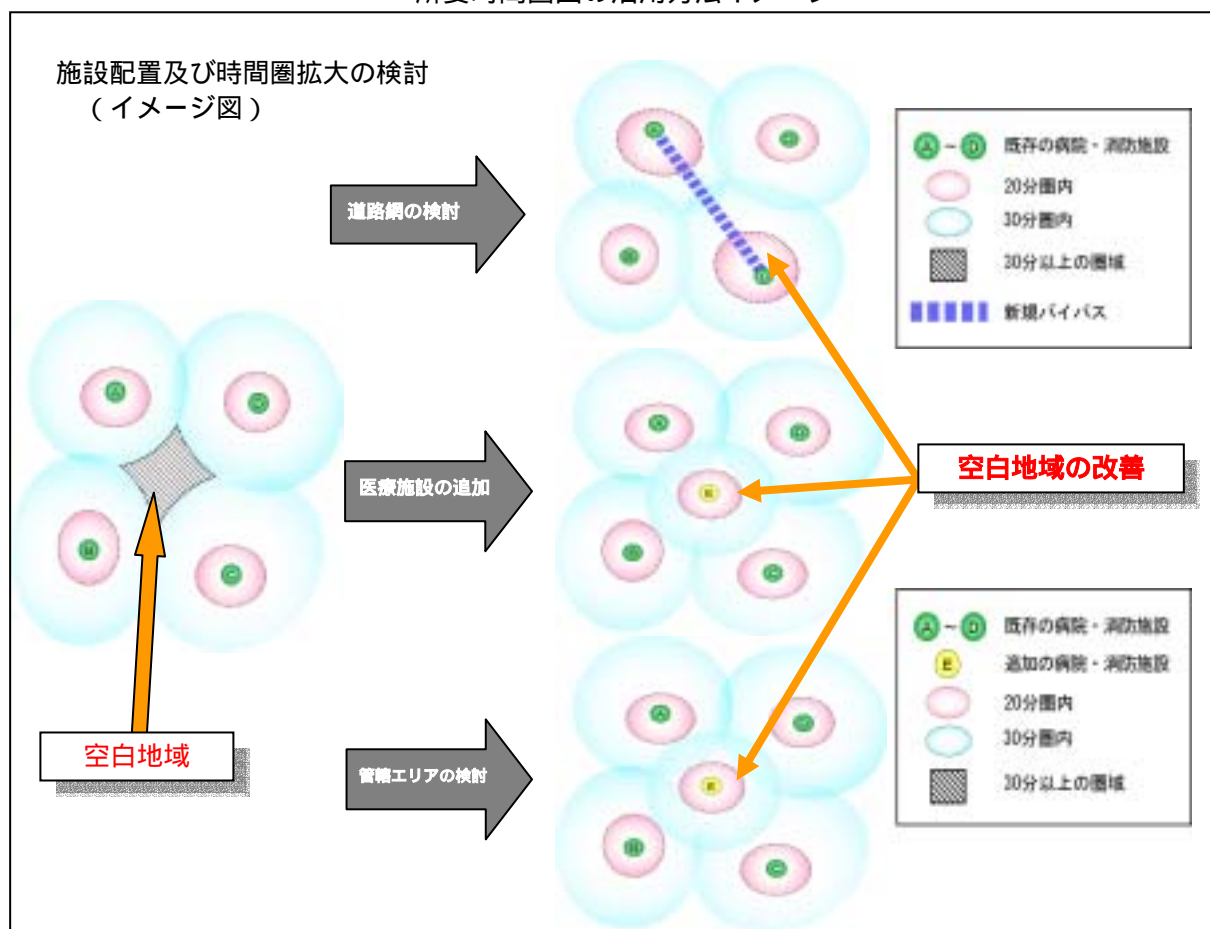 施設配置及び時間圏拡大の検討
（イメージ図）
道路網の検討
医療施設の追加
管轄エリアの検討
空白地域
空白地域の改善
A～D 既存の病院・消防施設
20分圏内
30分圏内
30分以上の圏域
新規バイパス
A～D 既存の病院・消防施設
E 追加の病院・消防施設
20分圏内
30分圏内
30分以上の圏域
A
B
C
E
E
B
C